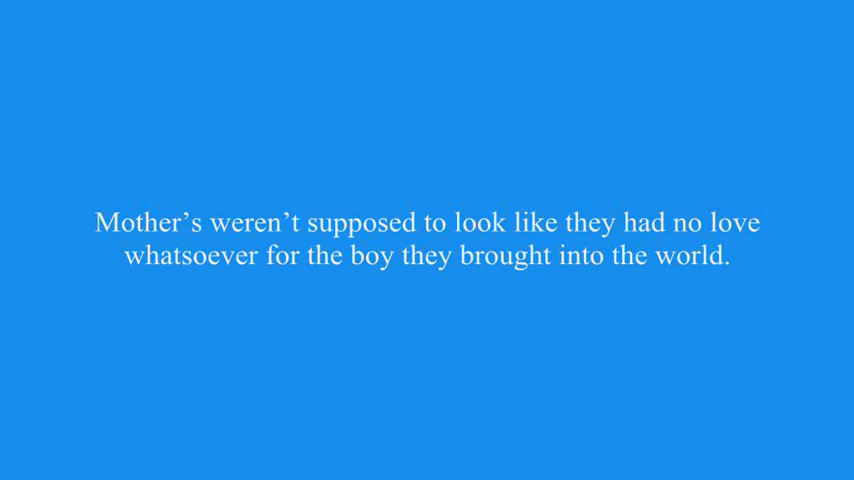 Mother’s weren’t supposed to look like they had no love
whatsoever for the boy they brought into the world.